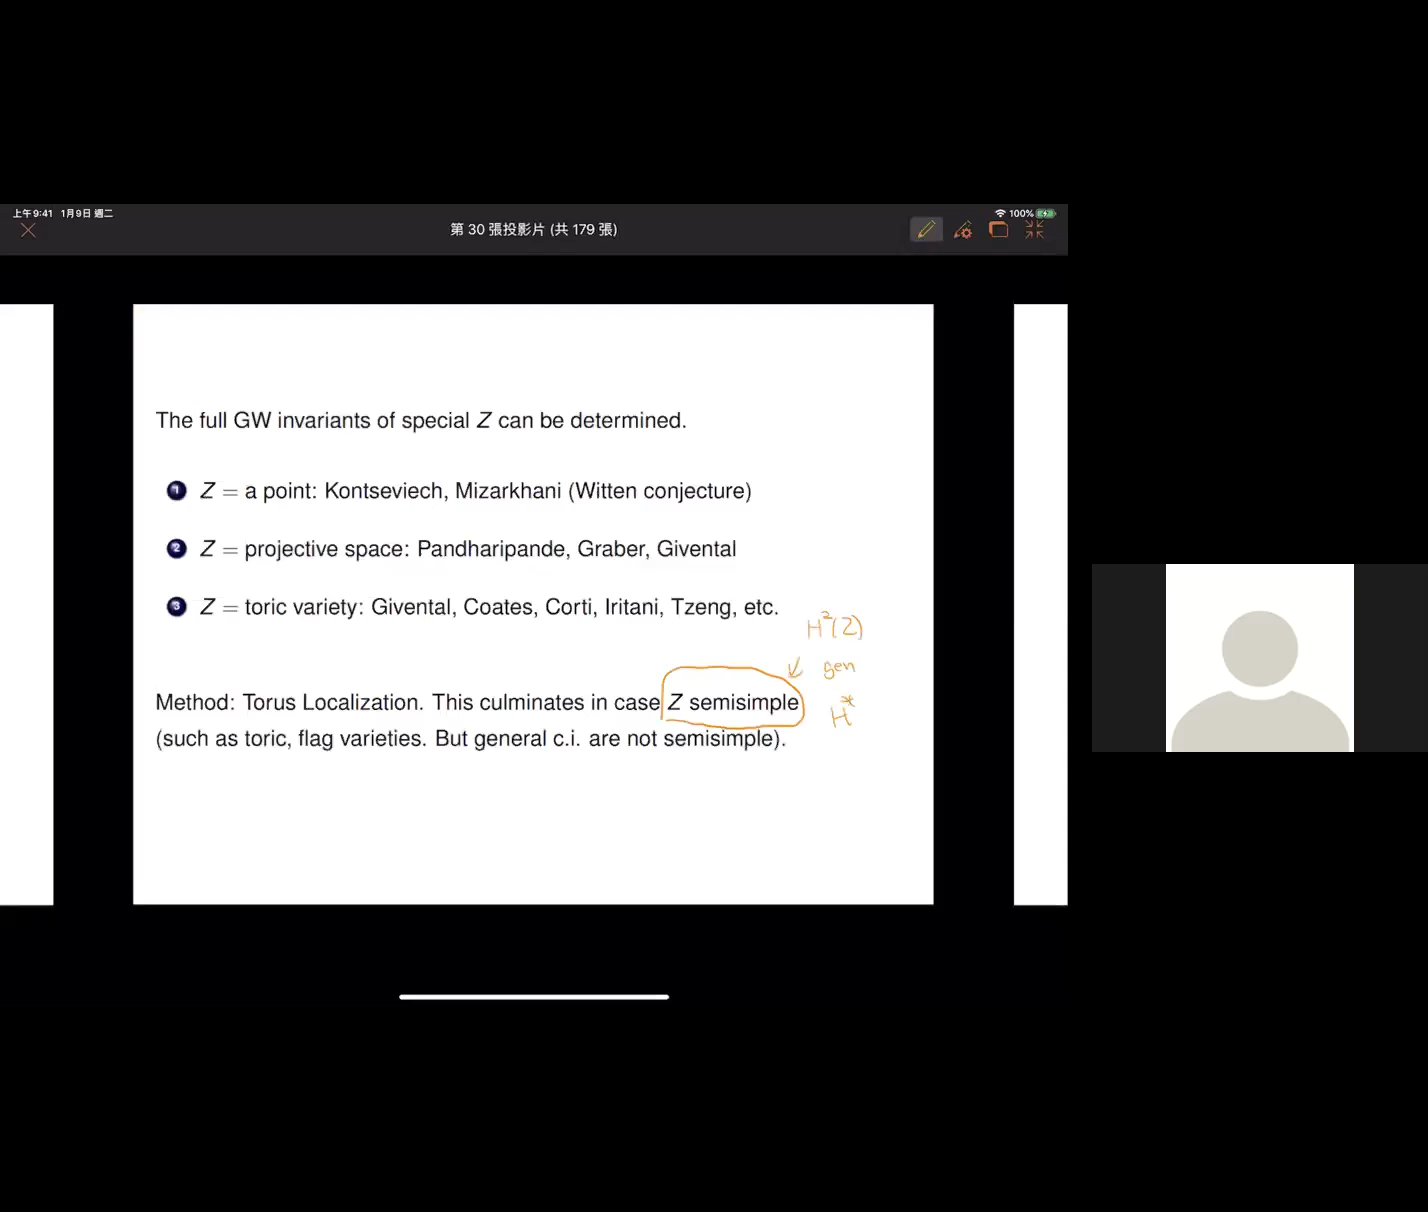 上午9:41 1月9日 週二
100%
第 30 張投影片 (共 179 張)
The full GW invariants of special Z can be determined.
1 Z = a point: Kontseviech, Mizarkhani (Witten conjecture)
2 Z = projective space: Pandharipande, Graber, Givental
3 Z = toric variety: Givental, Coates, Corti, Iritani, Tzeng, etc.
H²(Z)
gen
H*
Method: Torus Localization. This culminates in case Z semisimple
(such as toric, flag varieties. But general c.i. are not semisimple).